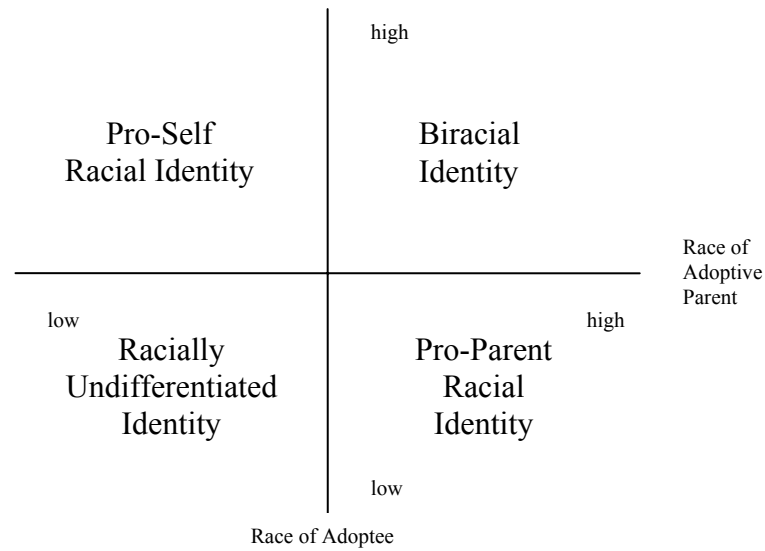 high
Pro-Self
Racial Identity
Biracial
Identity
Race of
Adoptive
Parent
low
high
Racially
Undifferentiated
Identity
Pro-Parent
Racial
Identity
low
Race of Adoptee